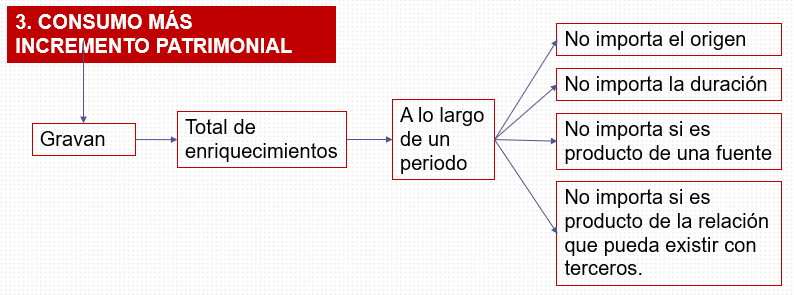 3. CONSUMO MÁS
INCREMENTO PATRIMONIAL
Gravan
Total de
enriquecimientos
A lo largo
de un
periodo
No importa el origen
No importa la duración
No importa si es
producto de una fuente
No importa si es
producto de la relación
que pueda existir con
terceros.